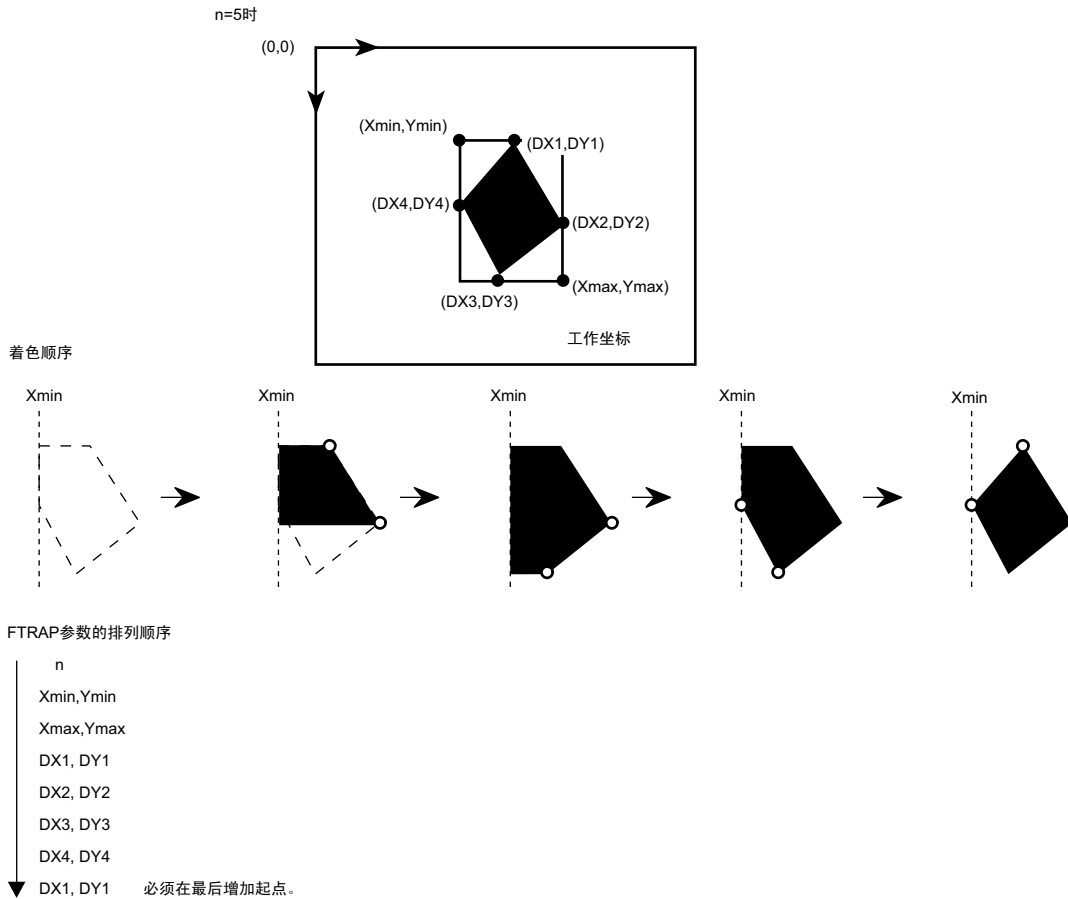 n=5时
(0,0)
(Xmin,Ymin)
(DX1,DY1)
(DX4,DY4)
(DX2,DY2)
(Xmax,Ymax)
(DX3,DY3)
工作坐标
着色顺序
Xmin
Xmin
Xmin
Xmin
Xmin
FTRAP参数的排列顺序
n
Xmin,Ymin
Xmax,Ymax
DX1, DY1
DX2, DY2
DX3, DY3
DX4, DY4
DX1, DY1 必须在最后增加起点。